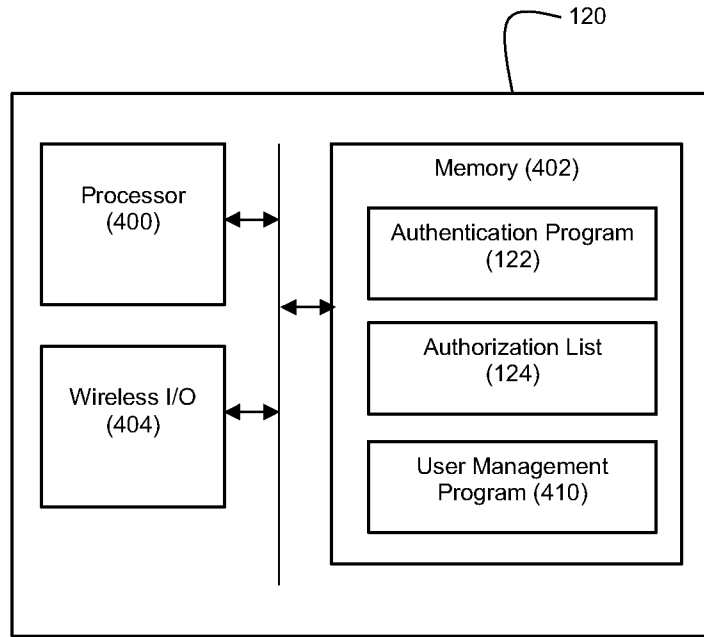 120
Processor
(400)
Wireless I/O
(404)
Memory (402)
Authentication Program
(122)
Authorization List
(124)
User Management
Program (410)